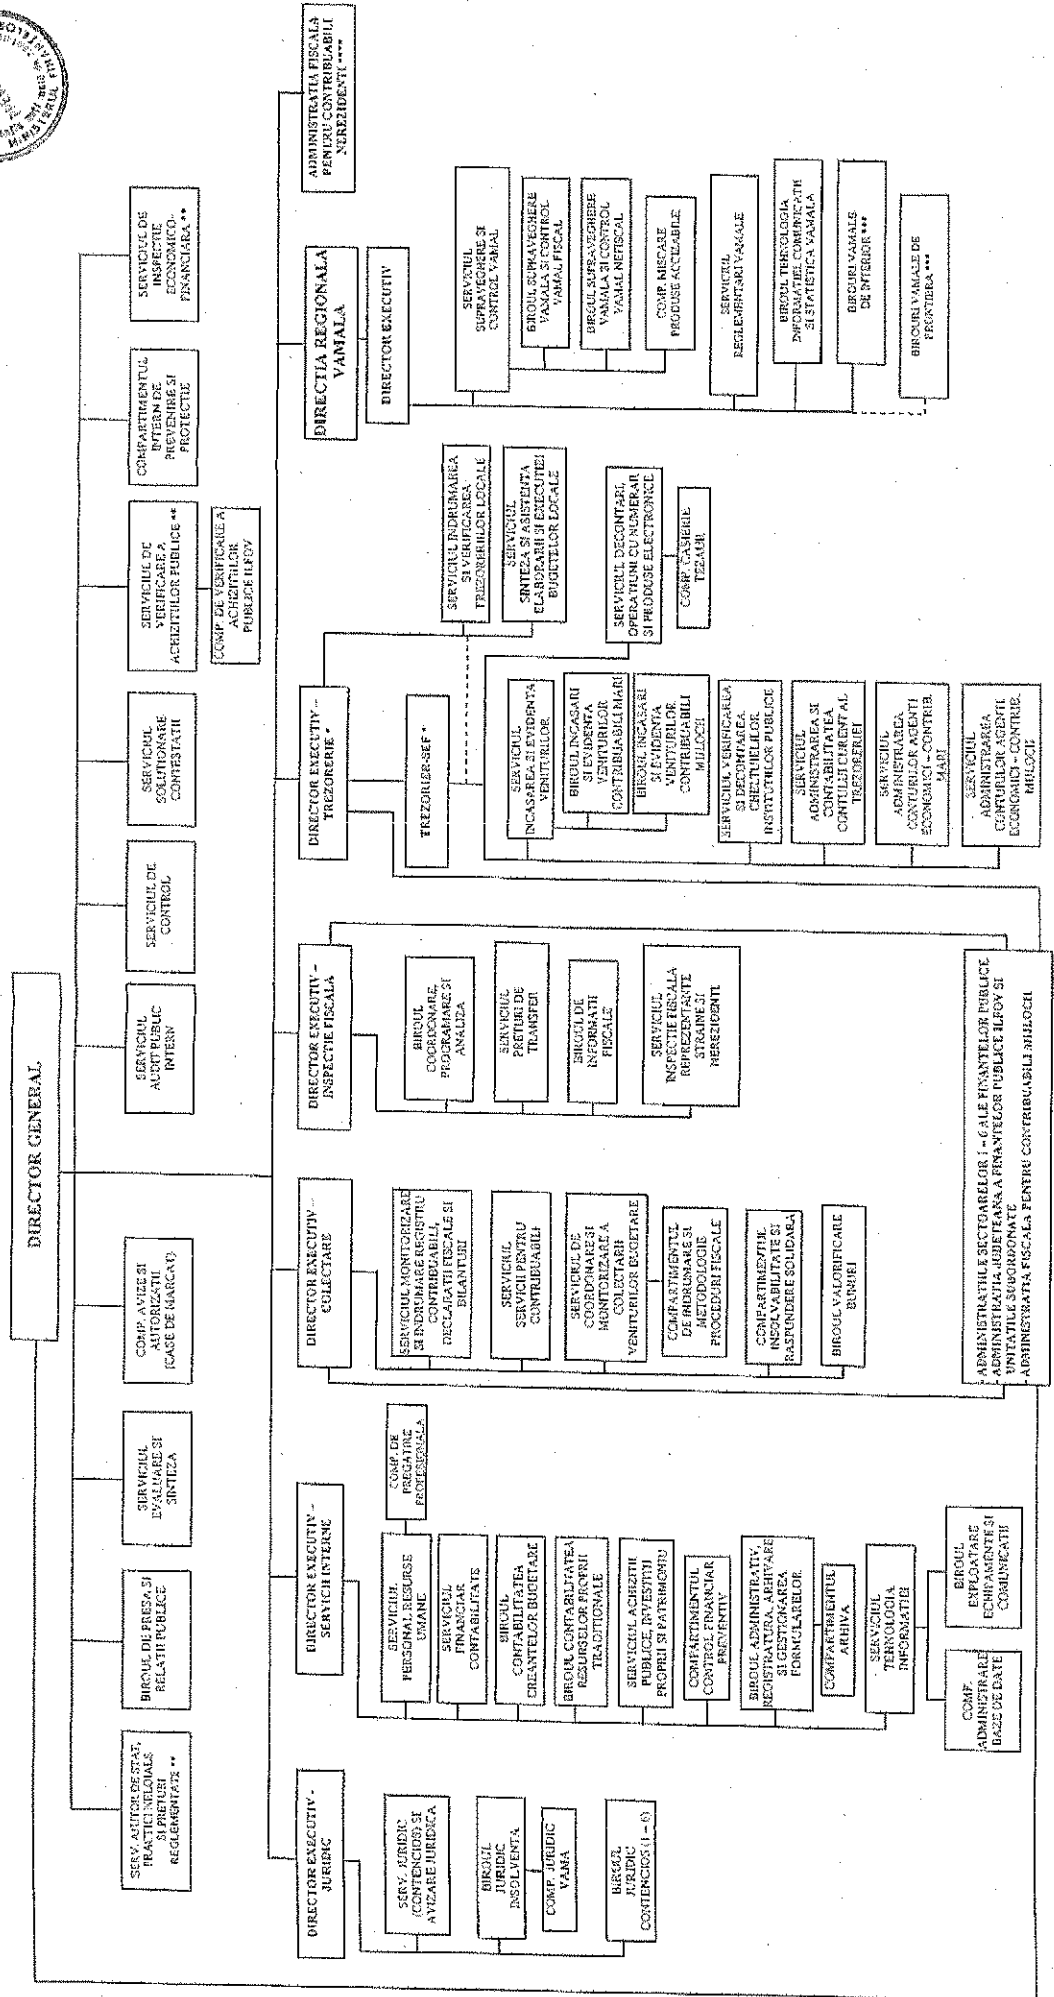 DIRECTOR GENERAL
SERV. AJUTOR DE STAT,
PRACTICI NELOIALE
SI PRETURI
REGLEMENTATE **
BIROUL DE PRESA SI
RELATII PUBLICE
SERVICIUL
EVALUARE SI
SINTEZA
COMP. AVIZE SI
AUTORIZATII
(CASE DE MARCAT)
SERVICIUL
AUDIT PUBLIC
INTERN
SERVICIUL DE
CONTROL
SERVICIUL
SOLUTIONARE
CONTESTATII
SERVICIUL DE
VERIFICARE A
ACHIZITIILOR PUBLICE **
COMP. DE VERIFICARE A
ACHIZITIILOR
PUBLICE ILFOV
COMPARTIMENTUL
INTERN DE
PREVENIRE SI
PROTECTIE
SERVICIUL DE
INSPECTIE
ECONOMICO-
FINANCIARA **
MINISTERUL FINANTELOR
DIRECTOR EXECUTIV -
JURIDIC
SERV. JURIDIC
(CONTENCIOS) SI
AVIZARE JURIDICA
BIROUL
JURIDIC
INSOLVENTA
COMP. JURIDIC
VAMA
BIROUL
JURIDIC
CONTENCIOS (1 - 6)
DIRECTOR EXECUTIV -
SERVICII INTERNE
SERVICIUL
PERSONAL RESURSE
UMANE
COMP. DE
PREGATIRE
PROFESIONALA
SERVICIUL
FINANCIAR
CONTABILITATE
BIROUL
CONTABILITATEA
CREANTELOR BUGETARE
BIROUL CONTABILITATEA
RESURSELOR PROPRII
TRADITIONALE
SERVICIUL ACHIZITII
PUBLICE, INVESTITII
PROPRII SI PATRIMONIU
COMPARTIMENTUL
CONTROL FINANCIAR
PREVENTIV
BIROUL ADMINISTRATIV,
REGISTRATURA, ARHIVARE
SI GESTIONAREA
FORMULARELOR
COMPARTIMENTUL
ARHIVA
SERVICIUL
TEHNOLOGIA
INFORMATIEI
COMP.
ADMINISTRARE
BAZE DE DATE
BIROUL
EXPLOATARE
ECHIPAMENTE SI
COMUNICATII
DIRECTOR EXECUTIV -
COLECTARE
SERVICIUL MONITORIZARE
SI INDRUMARE REGISTRU
CONTRIBUABILI,
DECLARATII FISCALE SI
BILANTURI
SERVICIUL
SERVICII PENTRU
CONTRIBUABILI
SERVICIUL DE
COORDONARE SI
MONITORIZARE A
COLECTARII
VENITURILOR BUGETARE
COMPARTIMENTUL
DE INDRUMARE SI
METODOLOGIE
PROCEDURI FISCALE
COMPARTIMENTUL
INSOLVABILITATE SI
RASPUNDERE SOLIDARA
BIROUL VALORIFICARE
BUNURI
DIRECTOR EXECUTIV -
INSPECTIE FISCALA
BIROUL
COORDONARE,
PROGRAMARE SI
ANALIZA
SERVICIUL
PRETURI DE
TRANSFER
BIROUL DE
INFORMATII
FISCALE
SERVICIUL
INSPECTIE FISCALA
REPREZENTANTE
STRAINE SI
NEREZIDENTI
DIRECTOR EXECUTIV -
TREZORERIE *
TREZORIER-SEF *
SERVICIUL
INCASAREA SI EVIDENTA
VENITURILOR
BIROUL INCASARI
SI EVIDENTA
VENITURILOR
CONTRIBUABILI MARI
BIROUL INCASARI
SI EVIDENTA
VENITURILOR
CONTRIBUABILI
MIJLOCII
SERVICIUL VERIFICAREA
SI DECONTAREA
CHELTUIELILOR
INSTITUTIILOR PUBLICE
SERVICIUL
ADMINISTRAREA SI
CONTABILITATEA
CONTULUI CURENT AL
TREZORERIEI
SERVICIUL
ADMINISTRAREA
CONTURILOR AGENTI
ECONOMICI - CONTRIB.
MARI
SERVICIUL
ADMINISTRAREA
CONTURILOR AGENTI
ECONOMICI - CONTRIB.
MIJLOCII
SERVICIUL INDRUMAREA
SI VERIFICAREA
TREZORERIILOR LOCALE
SERVICIUL
SINTEZA SI ASISTENTA
ELABORARII SI EXECUTIEI
BUGETELOR LOCALE
SERVICIUL DECONTARI,
OPERATIUNI CU NUMERAR
SI PRODUSE ELECTRONICE
COMP. CASIERIE
TEZAUR
DIRECTIA REGIONALA
VAMALA
DIRECTOR EXECUTIV
SERVICIUL
SUPRAVEGHERE SI
CONTROL VAMAL
BIROUL SUPRAVEGHERE
VAMALA SI CONTROL
VAMAL FISCAL
BIROUL SUPRAVEGHERE
VAMALA SI CONTROL
VAMAL NEFISCAL
COMP. MISCARE
PRODUSE ACCIZABILE
SERVICIUL
REGLEMENTARI VAMALE
BIROUL TEHNOLOGIA
INFORMATIEI, COMUNICATII
SI STATISTICA VAMALA
BIROURI VAMALE
DE INTERIOR ***
BIROURI VAMALE DE
FRONTIERA ***
ADMINISTRATIA FISCALA
PENTRU CONTRIBUABILI
NEREZIDENTI ****
- ADMINISTRATIILE SECTOARELOR 1 - 6 ALE FINANTELOR PUBLICE
- ADMINISTRATIA JUDETEANA A FINANTELOR PUBLICE ILFOV SI
UNITATILE SUBORDONATE
- ADMINISTRATIA FISCALA PENTRU CONTRIBUABILI MIJLOCII